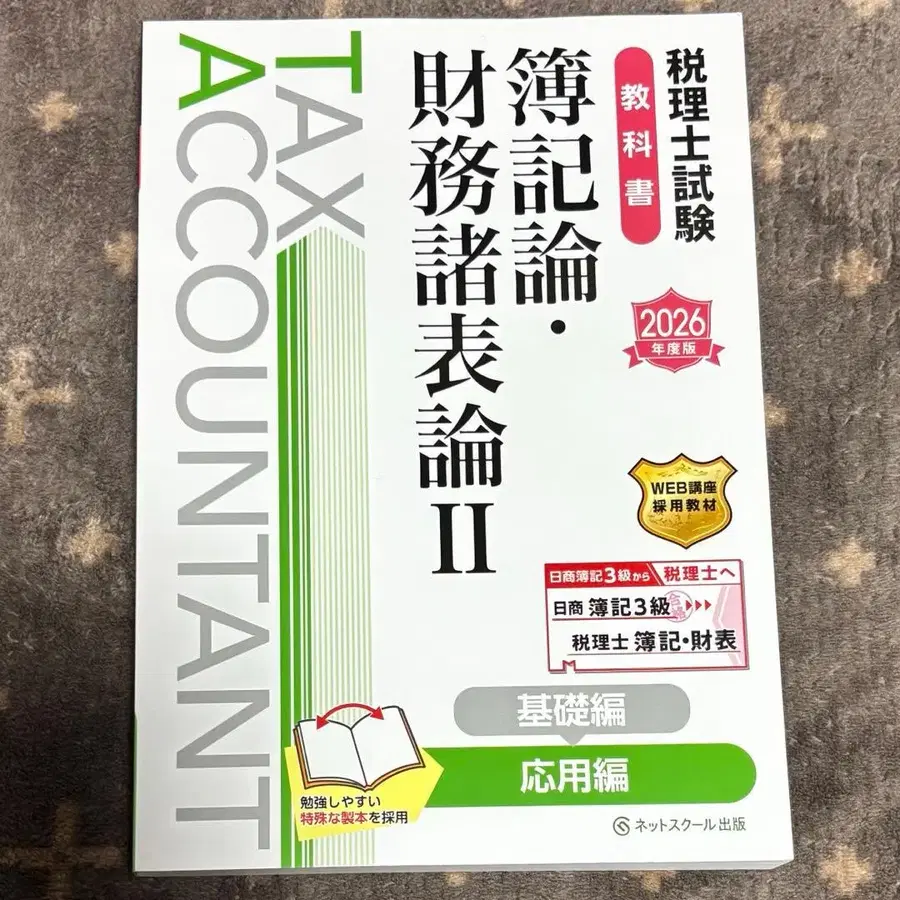 税理士試験
教科書
簿記論・
財務諸表論 II
TAX
ACCOUNTANT
2026
年度版
WEB講座
採用教材
日商簿記3級から 税理士へ
日商 簿記3級 合格
税理士 簿記・財表
基礎編
応用編
勉強しやすい
特殊な製本を採用
ネットスクール出版